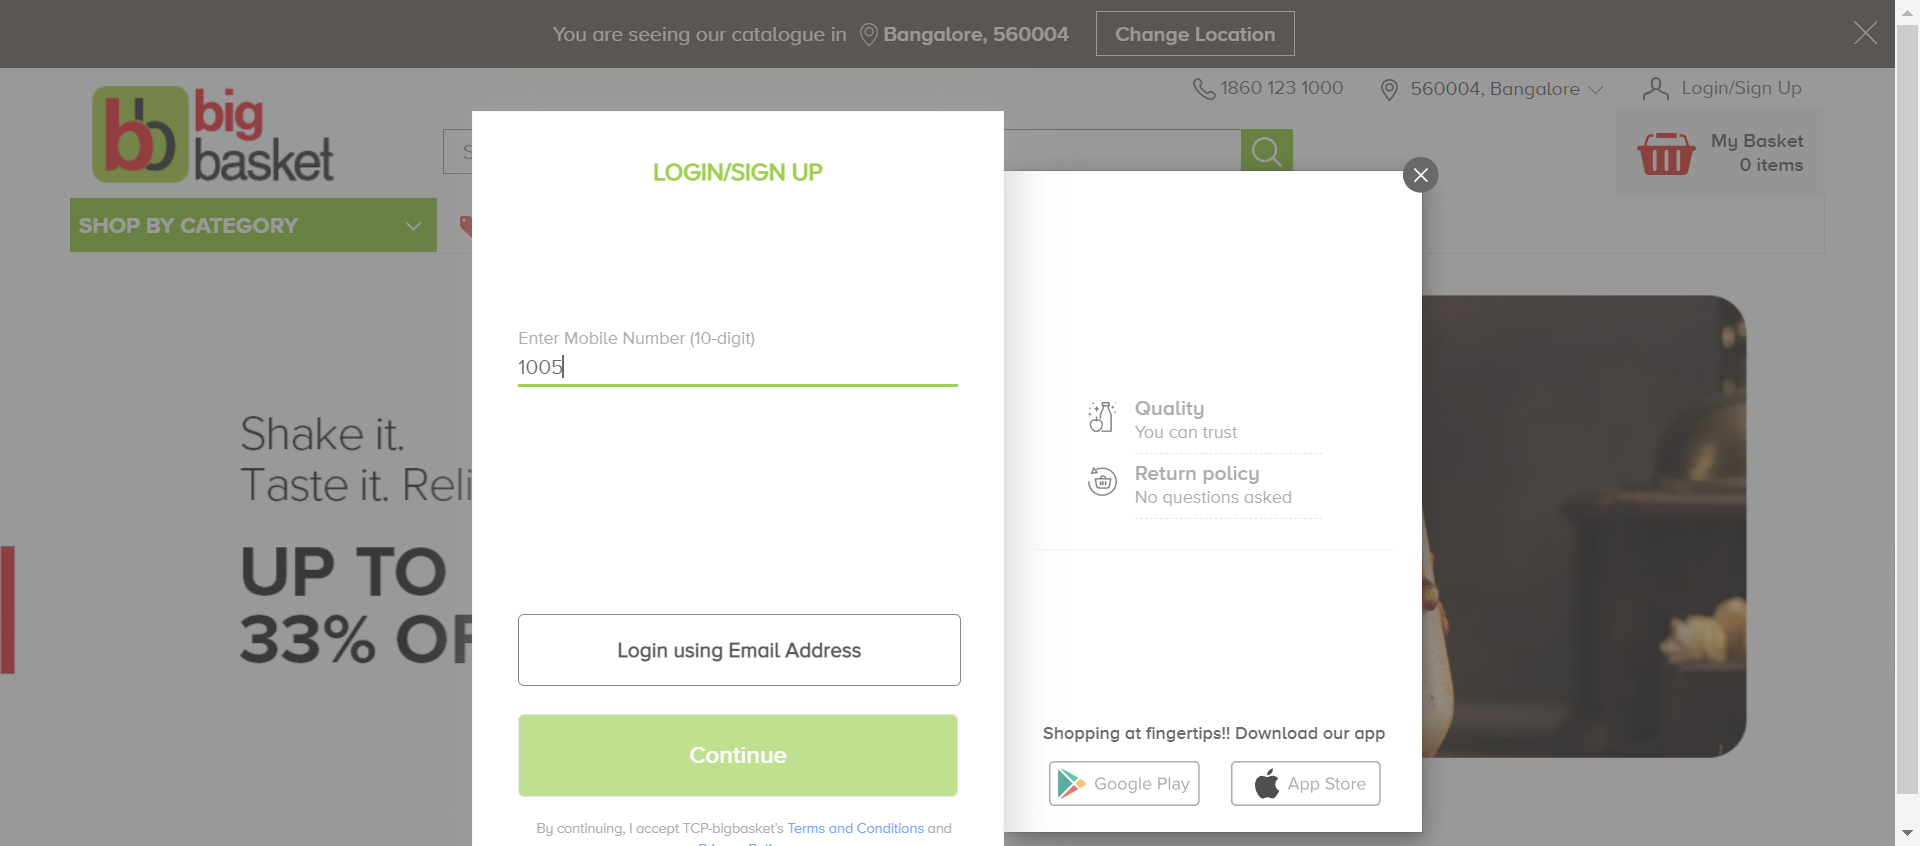 You are seeing our catalogue in Bangalore, 560004 Change Location
1860 123 1000 560004, Bangalore Login/Sign Up
bb big basket
S
My Basket
0 items
SHOP BY CATEGORY
LOGIN/SIGN UP
Enter Mobile Number (10-digit)
1005
Shake it.
Taste it. Reli
UP TO
33% OF
Login using Email Address
Continue
By continuing, I accept TCP-bigbasket's Terms and Conditions and
Quality
You can trust
Return policy
No questions asked
Shopping at fingertips!! Download our app
Google Play App Store